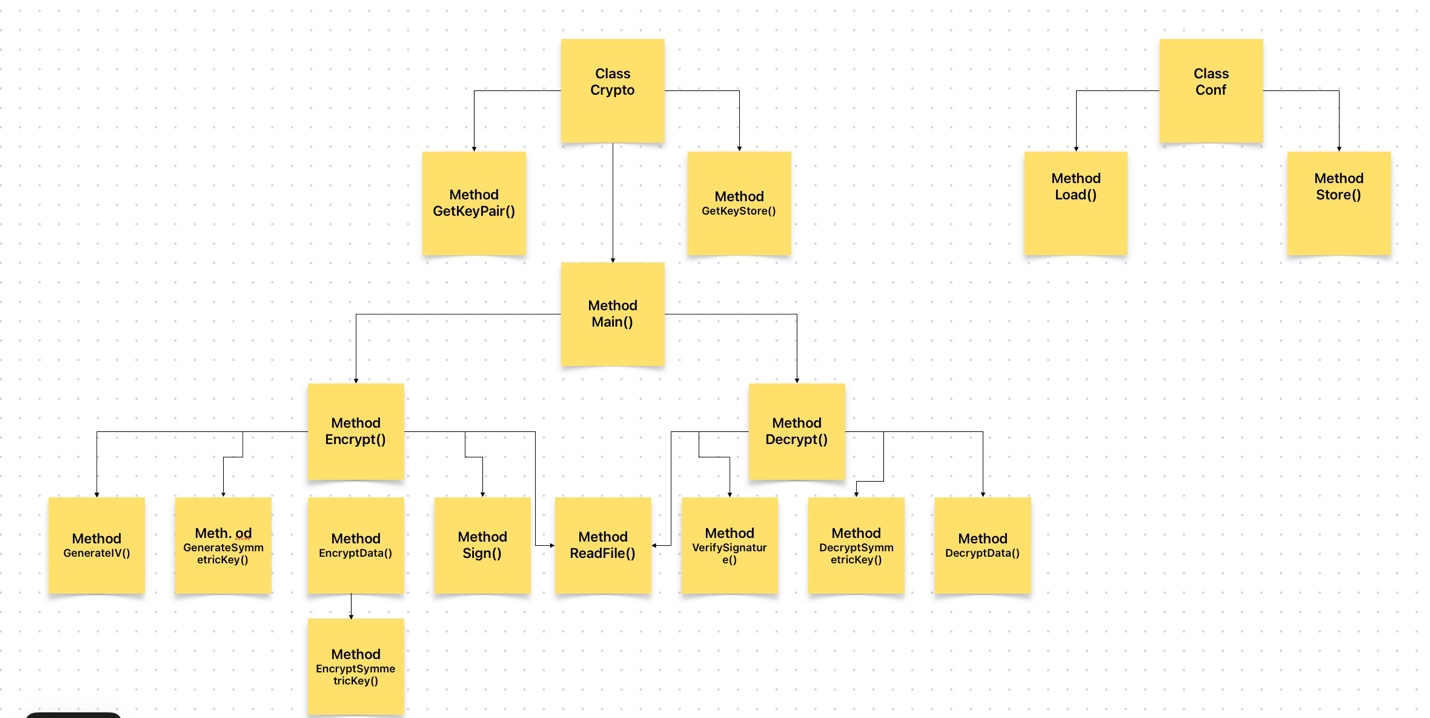 Class
Crypto
Class
Conf
Method
GetKeyPair()
Method
GetKeyStore()
Method
Load()
Method
Store()
Method
Main()
Method
Encrypt()
Method
Decrypt()
Method
GenerateIV()
Meth. od
GenerateSymm
etricKey()
Method
EncryptData()
Method
Sign()
Method
ReadFile()
Method
VerifySignatur
e()
Method
DecryptSymm
etricKey()
Method
DecryptData()
Method
EncryptSymme
tricKey()